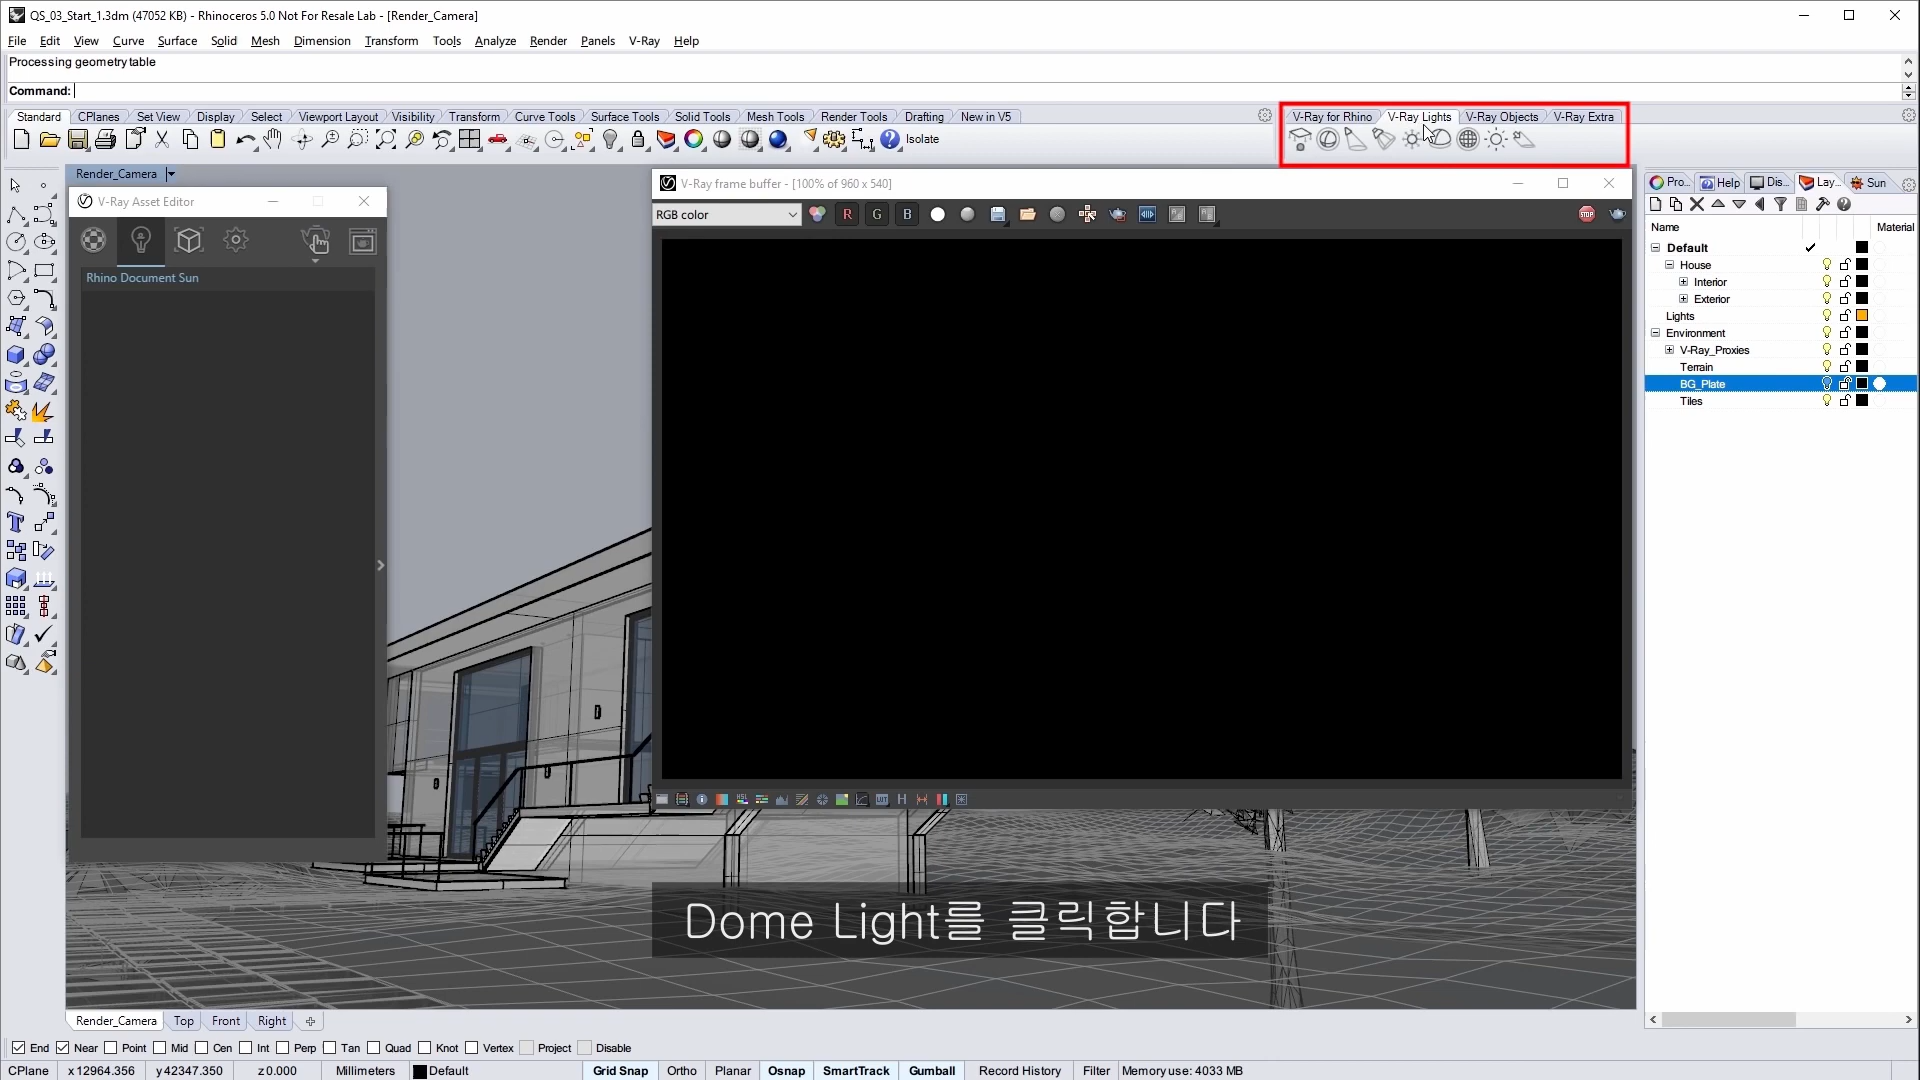 QS_03_Start_1.3dm (47052 KB) - Rhinoceros 5.0 Not For Resale Lab - [Render_Camera]
File Edit View Curve Surface Solid Mesh Dimension Transform Tools Analyze Render Panels V-Ray Help
Processing geometry table
Command:
Standard CPlanes Set View Display Select Viewport Layout Visibility Transform Curve Tools Surface Tools Solid Tools Mesh Tools Render Tools Drafting New in V5
V-Ray for Rhino V-Ray Lights V-Ray Objects V-Ray Extra
Isolate
Render_Camera
V-Ray Asset Editor
Rhino Document Sun
V-Ray frame buffer - [100% of 960 x 540]
RGB color R G B
STOP
Pro... Help Dis... Lay... Sun
Name Material
Default
House
Interior
Exterior
Lights
Environment
V-Ray_Proxies
Terrain
BG_Plate
Tiles
Dome Light를 클릭합니다
Render_Camera Top Front Right
End Near Point Mid Cen Int Perp Tan Quad Knot Vertex Project Disable
CPlane x 12964.356 y 42347.350 z 0.000 Millimeters Default Grid Snap Ortho Planar Osnap SmartTrack Gumball Record History Filter Memory use: 4033 MB